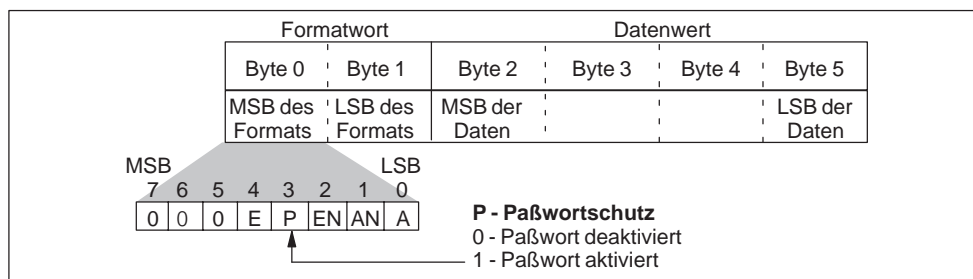 Formatwort Datenwert
Byte 0 Byte 1 Byte 2 Byte 3 Byte 4 Byte 5
MSB des LSB des MSB der LSB der
Formats Formats Daten Daten
MSB LSB
7 6 5 4 3 2 1 0
0 0 0 E P EN AN A
P - Paßwortschutz
0 - Paßwort deaktiviert
1 - Paßwort aktiviert